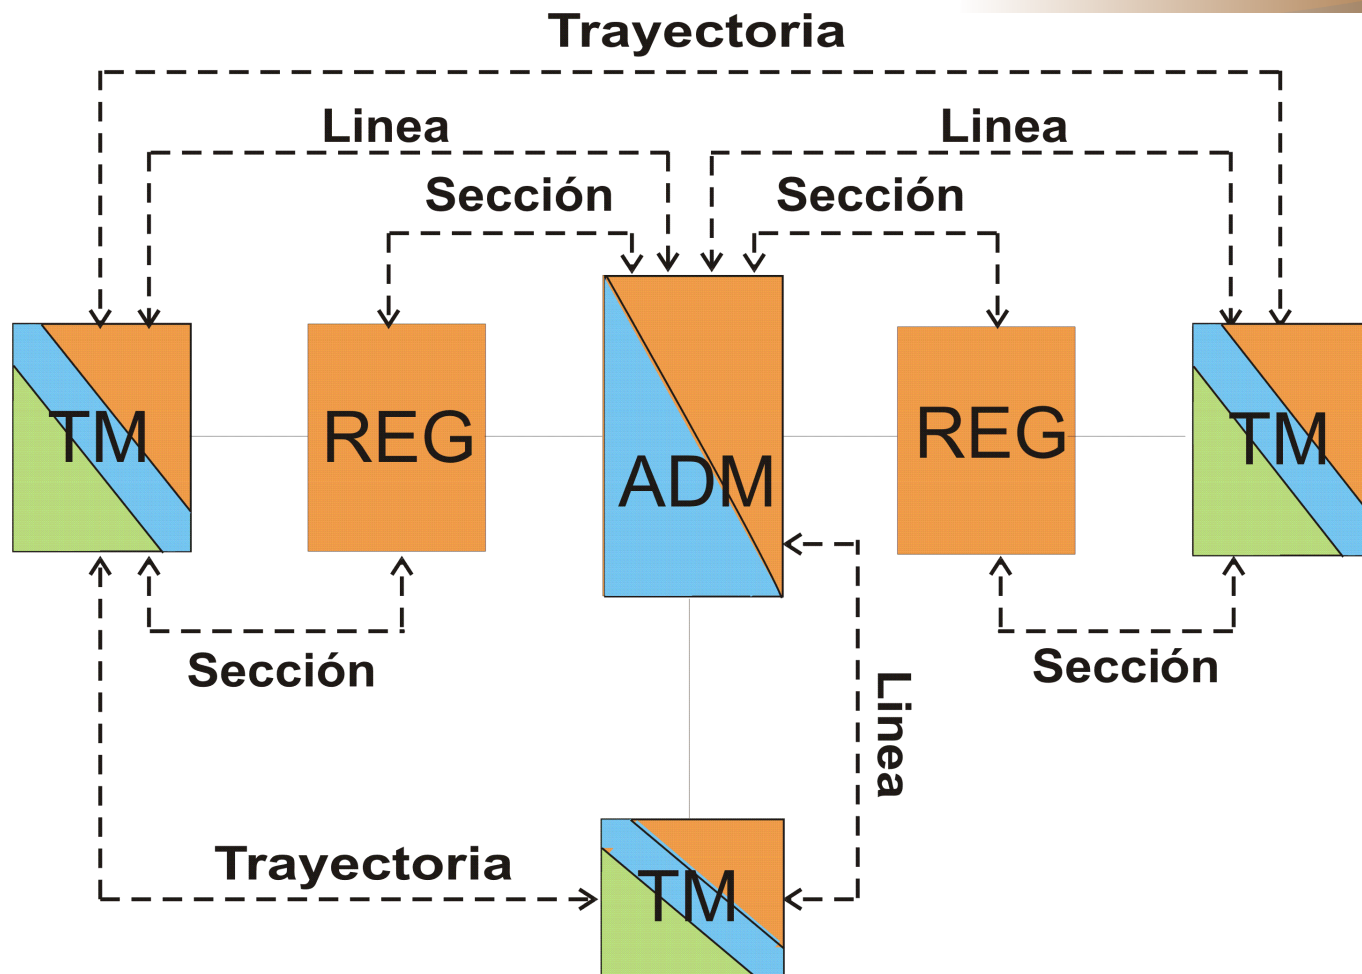 Trayectoria
Linea
Linea
Sección
Sección
TM
REG
ADM
REG
TM
Sección
Sección
Linea
Trayectoria
TM